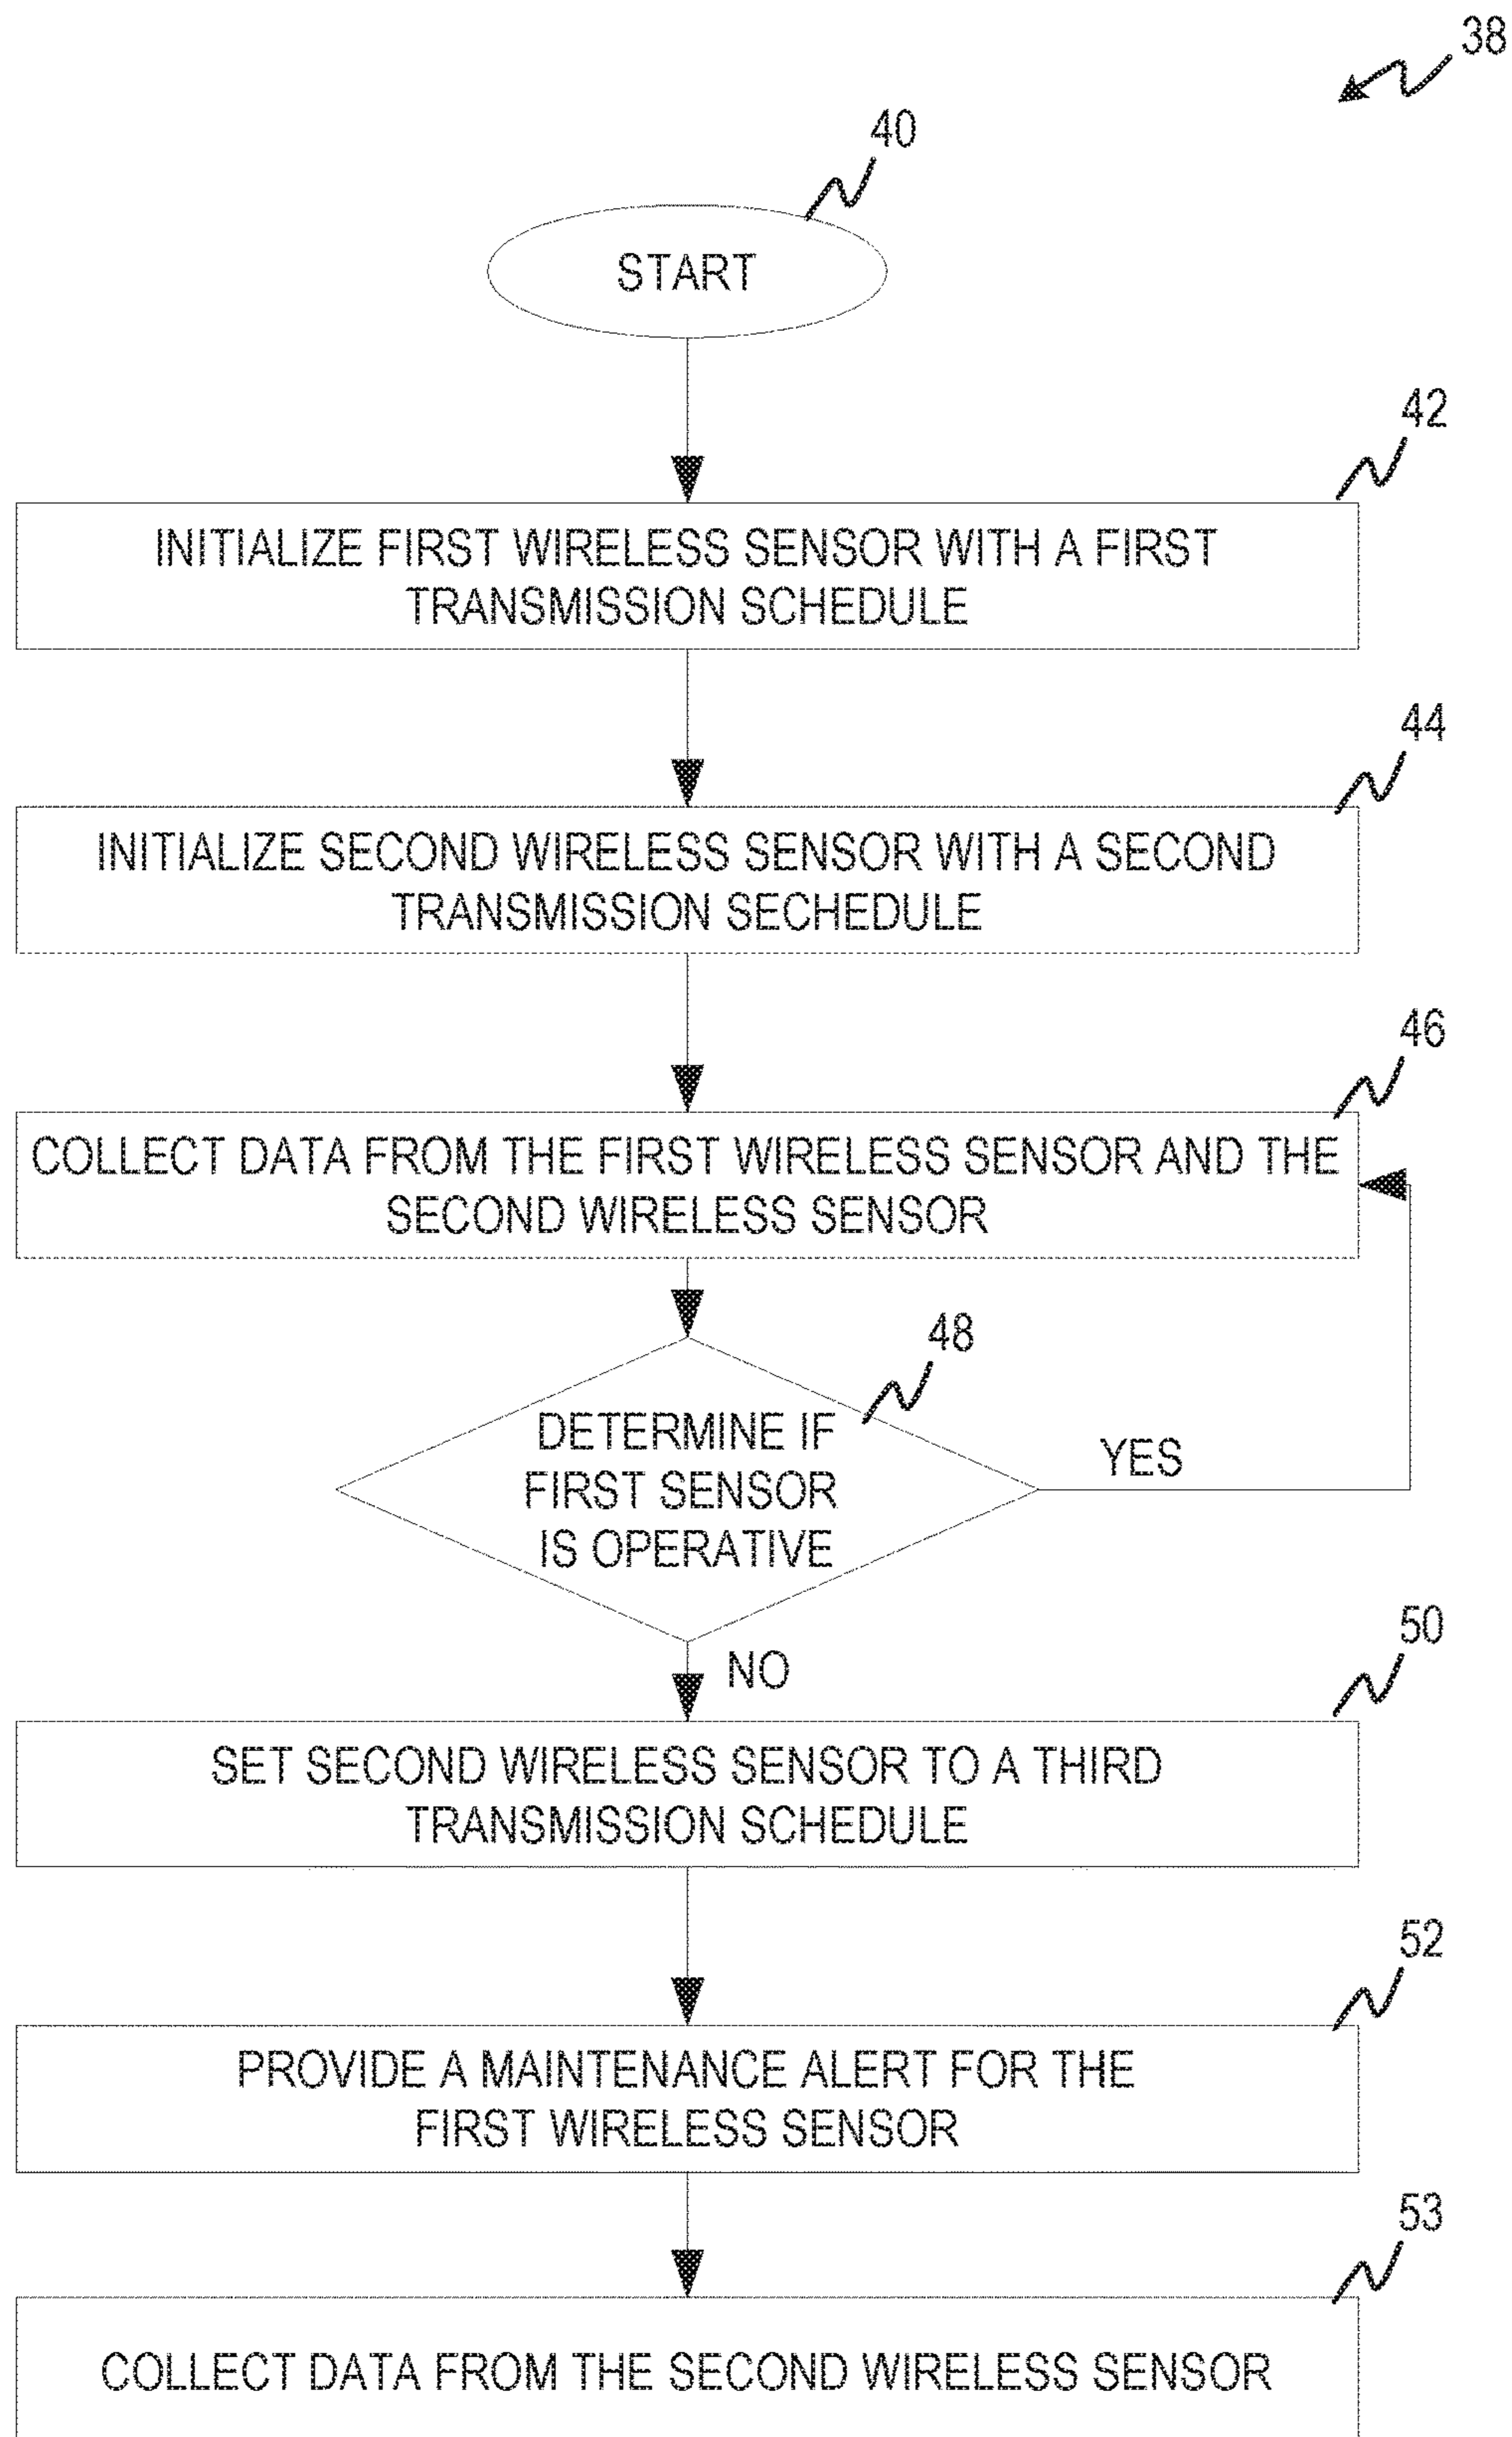 38
40
START
42
INITIALIZE FIRST WIRELESS SENSOR WITH A FIRST
TRANSMISSION SCHEDULE
44
INITIALIZE SECOND WIRELESS SENSOR WITH A SECOND
TRANSMISSION SECHEDULE
46
COLLECT DATA FROM THE FIRST WIRELESS SENSOR AND THE
SECOND WIRELESS SENSOR
48
DETERMINE IF
FIRST SENSOR
IS OPERATIVE
YES
NO
50
SET SECOND WIRELESS SENSOR TO A THIRD
TRANSMISSION SCHEDULE
52
PROVIDE A MAINTENANCE ALERT FOR THE
FIRST WIRELESS SENSOR
53
COLLECT DATA FROM THE SECOND WIRELESS SENSOR